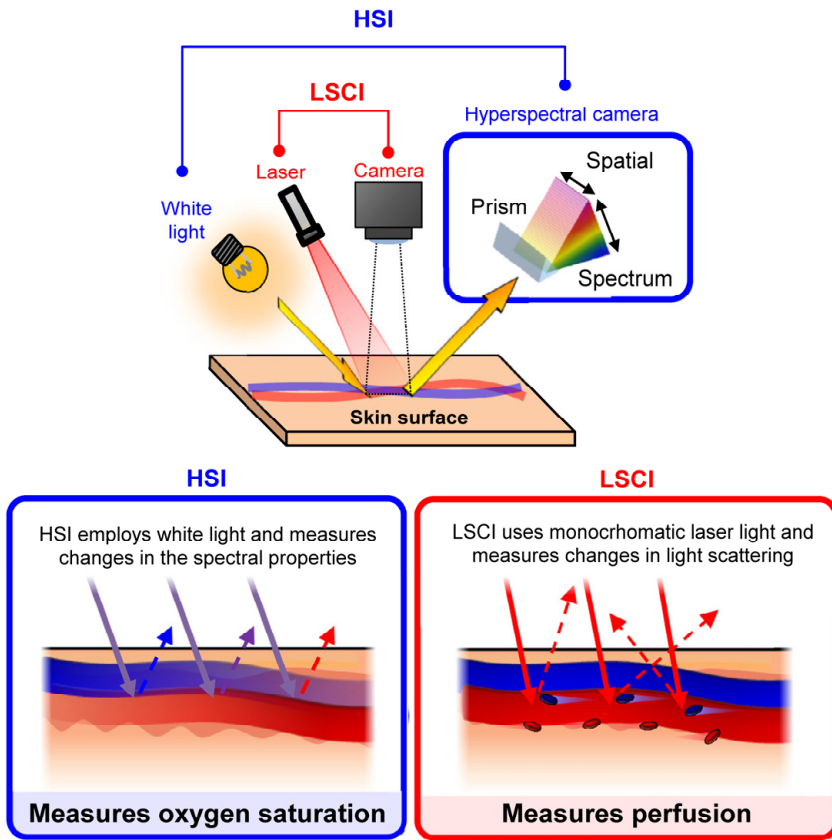 HSI
LSCI
Hyperspectral camera
Laser
Camera
White
light
Spatial
Prism
Spectrum
Skin surface
HSI
HSI employs white light and measures
changes in the spectral properties
Measures oxygen saturation
LSCI
LSCI uses monocrhomatic laser light and
measures changes in light scattering
Measures perfusion